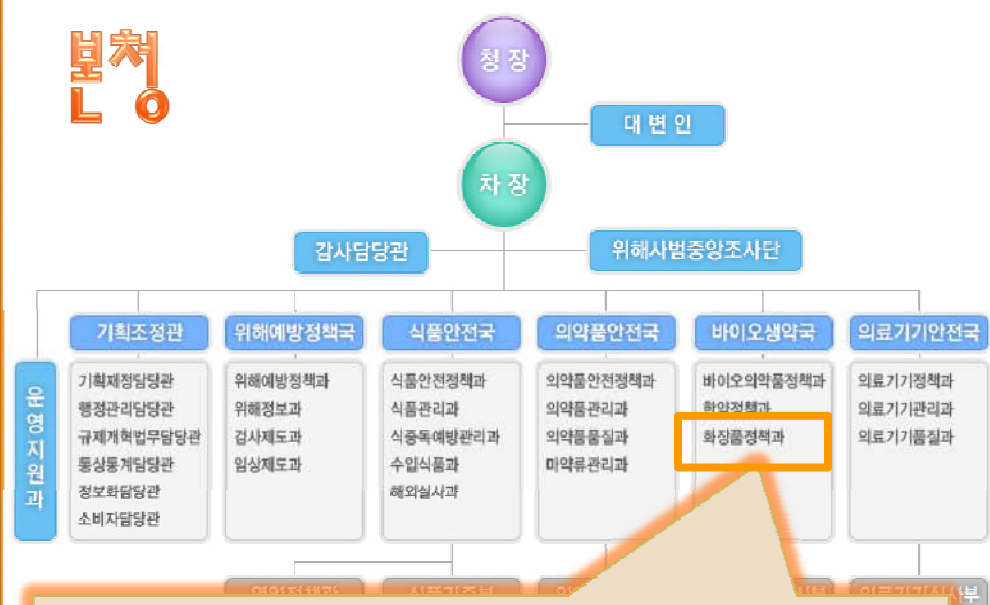 본청
청 장
대 변 인
차 장
감사담당관
위해사범중앙조사단
기획조정관
위해예방정책국
식품안전국
의약품안전국
바이오생약국
의료기기안전국
운영지원과
기획재정담당관
행정관리담당관
규제개혁법무담당관
통상통계담당관
정보화담당관
소비자담당관
위해예방정책과
위해정보과
검사제도과
임상제도과
식품안전정책과
식품관리과
식중독예방관리과
수입식품과
해외실사과
의약품안전정책과
의약품관리과
의약품품질과
마약류관리과
바이오의약품정책과
한약정책과
화장품정책과
의료기기정책과
의료기기관리과
의료기기품질과